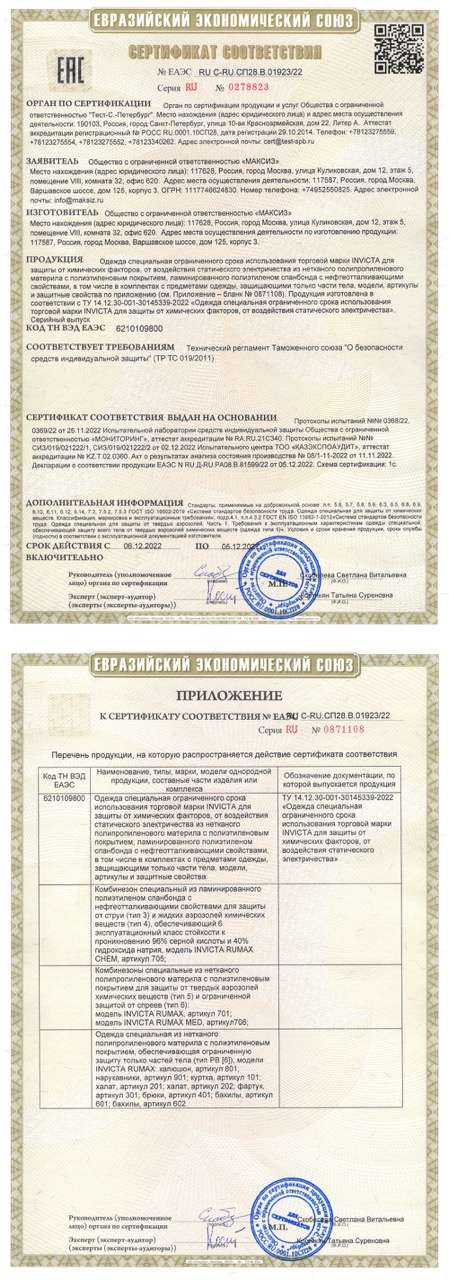 ЕВРАЗИЙСКИЙ ЭКОНОМИЧЕСКИЙ СОЮЗ
СЕРТИФИКАТ СООТВЕТСТВИЯ
EAC
№ ЕАЭС RU C-RU.СП28.В.01923/22
Серия RU № 0278823
ОРГАН ПО СЕРТИФИКАЦИИ Орган по сертификации продукции и услуг Общества с ограниченной
ответственностью "Тест-С.-Петербург". Место нахождения (адрес юридического лица) и адрес места осуществления
деятельности: 190103, Россия, город Санкт-Петербург, улица 10-ая Красноармейская, дом 22, Литер А. Аттестат
аккредитации регистрационный № РОСС RU.0001.10СП28, дата регистрации 29.10.2014. Телефон: +78123275559,
+78123275554, +78123275566, +78123340262. Адрес электронной почты: cert@test-spb.ru
ЗАЯВИТЕЛЬ Общество с ограниченной ответственностью «МАКСИЗ»
Место нахождения (адрес юридического лица): 117628, Россия, город Москва, улица Куликовская, дом 12, этаж 5,
помещение VIII, комната 32, офис 620. Адрес места осуществления деятельности: 117587, Россия, город Москва,
Варшавское шоссе, дом 125, корпус 3. ОГРН: 1117746624830. Номер телефона: +74952550825. Адрес электронной
почты: info@maksiz.ru
ИЗГОТОВИТЕЛЬ Общество с ограниченной ответственностью «МАКСИЗ»
Место нахождения (адрес юридического лица): 117628, Россия, город Москва, улица Куликовская, дом 12, этаж 5,
помещение VIII, комната 32, офис 620. Адрес места осуществления деятельности по изготовлению продукции:
117587, Россия, город Москва, Варшавское шоссе, дом 125, корпус 3.
ПРОДУКЦИЯ Одежда специальная ограниченного срока использования торговой марки INVICTA для
защиты от химических факторов, от воздействия статического электричества из нетканого полипропиленового
материла с полиэтиленовым покрытием, ламинированного полиэтиленом спанбонда с нефтеотталкивающими
свойствами, в том числе в комплектах с предметами одежды, защищающими только части тела, модели, артикулы
и защитные свойства по приложению (см. Приложение – бланк № 0871108). Продукция изготовлена в
соответствии с ТУ 14.12.30-001-30145339-2022 «Одежда специальная ограниченного срока использования
торговой марки INVICTA для защиты от химических факторов, от воздействия статического электричества».
Серийный выпуск
КОД ТН ВЭД ЕАЭС 6210109800
СООТВЕТСТВУЕТ ТРЕБОВАНИЯМ Технический регламент Таможенного союза "О безопасности
средств индивидуальной защиты" (ТР ТС 019/2011)
СЕРТИФИКАТ СООТВЕТСТВИЯ ВЫДАН НА ОСНОВАНИИ Протоколы испытаний №№ 0368/22,
0369/22 от 25.11.2022 Испытательной лаборатории средств индивидуальной защиты Общества с ограниченной
ответственностью «МОНИТОРИНГ», аттестат аккредитации № RA.RU.21СБ40. Протоколы испытаний №№
СИЗ/019/021222/1, СИЗ/019/021222/2 от 02.12.2022 Испытательного центра ТОО «КАЗЭКСПОАУДИТ», аттестат
аккредитации № KZ.T.02.0360. Акт о результатах анализа состояния производства № 08/1-11-2022 от 11.11.2022.
Декларации о соответствии продукции ЕАЭС N RU Д-RU.РА08.В.81599/22 от 05.12.2022. Схема сертификации: 1с.
ДОПОЛНИТЕЛЬНАЯ ИНФОРМАЦИЯ
СРОК ДЕЙСТВИЯ С 06.12.2022 ПО 05.12.
ВКЛЮЧИТЕЛЬНО
Руководитель (уполномоченное
лицо) органа по сертификации
М.П. Светлана Витальевна
Эксперт (эксперт-аудитор)
(эксперты (эксперты-аудиторы))
Татьяна Суреновна
ЕВРАЗИЙСКИЙ ЭКОНОМИЧЕСКИЙ СОЮЗ
ПРИЛОЖЕНИЕ
К СЕРТИФИКАТУ СООТВЕТСТВИЯ № ЕАЭС RU C-RU.СП28.В.01923/22
Серия RU № 0871108
Перечень продукции, на которую распространяется действие сертификата соответствия
Код ТН ВЭД
ЕАЭС
Наименование, типы, марки, модели однородной
продукции, составные части изделия или
комплекса
Обозначение документации, по
которой выпускается продукция
6210109800
Одежда специальная ограниченного срока
использования торговой марки INVICTA для
защиты от химических факторов, от воздействия
статического электричества из нетканого
полипропиленового материла с полиэтиленовым
покрытием, ламинированного полиэтиленом
спанбонда с нефтеотталкивающими свойствами,
в том числе в комплектах с предметами одежды,
защищающими только части тела, модели,
артикулы и защитные свойства:
ТУ 14.12.30-001-30145339-2022
«Одежда специальная
ограниченного срока
использования торговой марки
INVICTA для защиты от
химических факторов, от
воздействия статического
электричества»
Комбинезон специальный из ламинированного
полиэтиленом спанбонда с
нефтеотталкивающими свойствами для защиты
от струи (тип 3) и жидких аэрозолей химических
веществ (тип 4), обеспечивающий 6
эксплуатационный класс стойкости к
проникновению 96% серной кислоты и 40%
гидроксида натрия, модель INVICTA RUMAX
CHEM, артикул 705;
Комбинезоны специальные из нетканого
полипропиленового материла с полиэтиленовым
покрытием для защиты от твердых аэрозолей
химических веществ (тип 5) и ограниченной
защитой от спреев (тип 6):
модель INVICTA RUMAX, артикул 701;
модель INVICTA RUMAX MED, артикул706;
Одежда специальная из нетканого
полипропиленового материла с полиэтиленовым
покрытием, обеспечивающая ограниченную
защиту только частей тела (тип РВ [6]), модели
INVICTA RUMAX: капюшон, артикул 801;
нарукавники, артикул 901; куртка, артикул 101;
халат, артикул 201; халат, артикул 202; фартук,
артикул 301; брюки, артикул 401; бахилы, артикул
601; бахилы, артикул 602.
Руководитель (уполномоченное
лицо) органа по сертификации
М.П. Светлана Витальевна
Эксперт (эксперт-аудитор)
(эксперты (эксперты-аудиторы))
Татьяна Суреновна